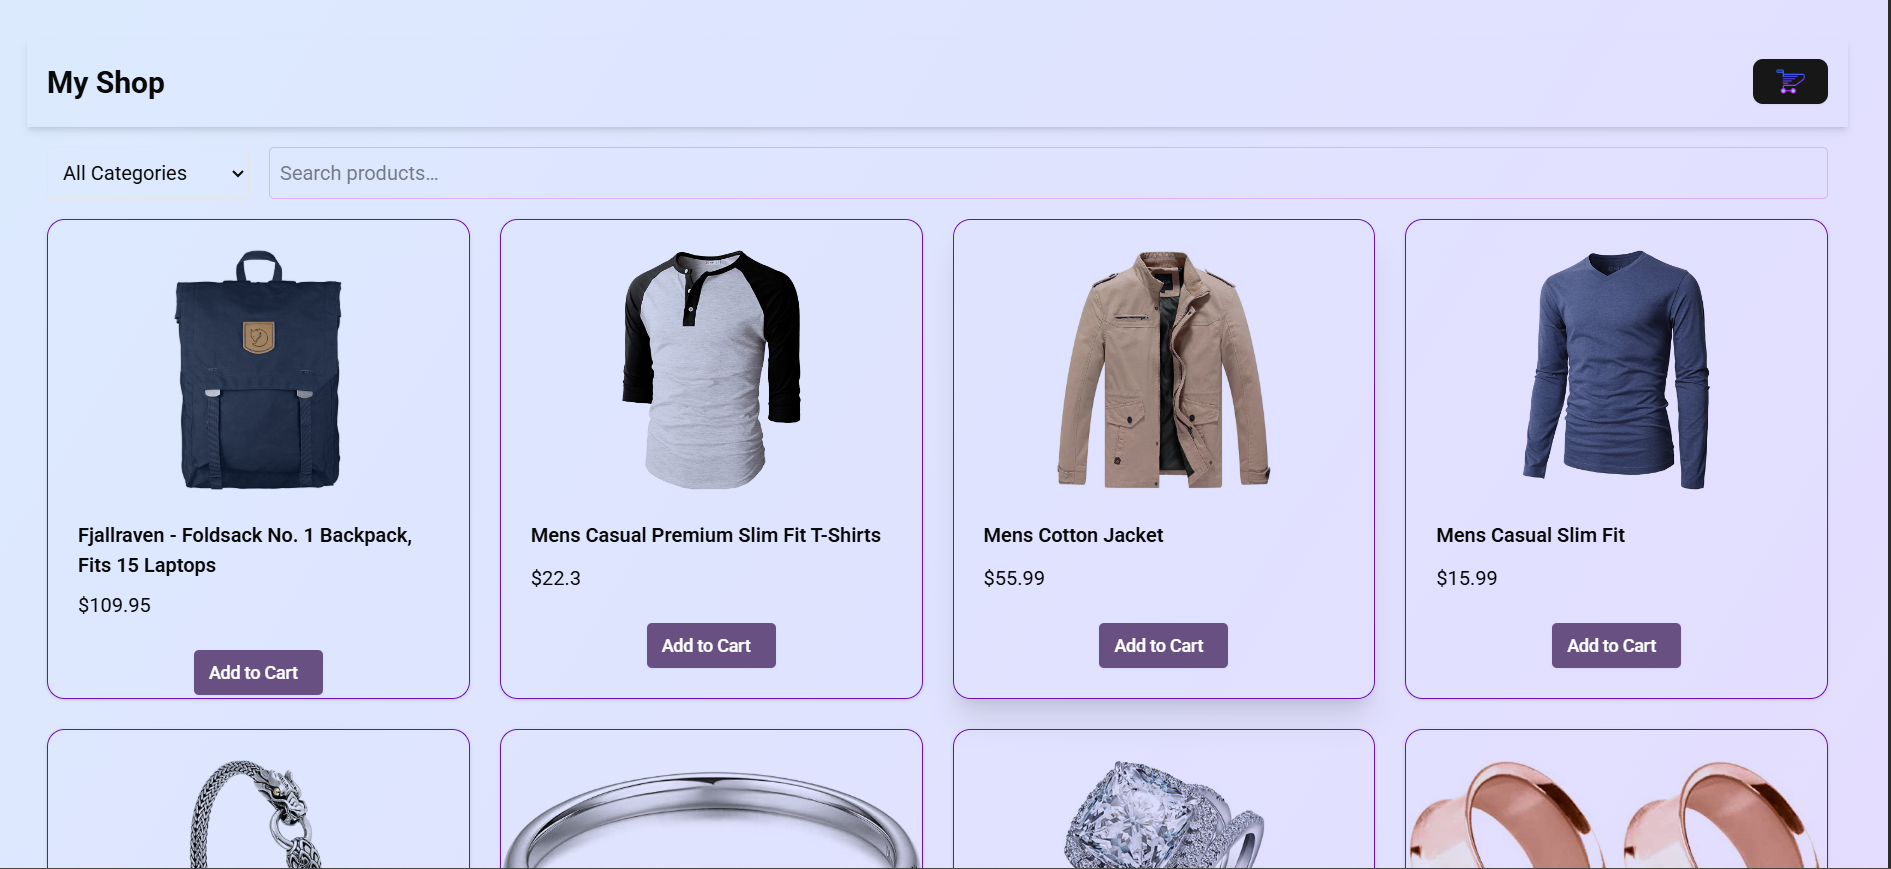 My Shop
All Categories
Search products...
Fjallraven - Foldsack No. 1 Backpack,
Fits 15 Laptops
$109.95
Add to Cart
Mens Casual Premium Slim Fit T-Shirts
$22.3
Add to Cart
Mens Cotton Jacket
$55.99
Add to Cart
Mens Casual Slim Fit
$15.99
Add to Cart